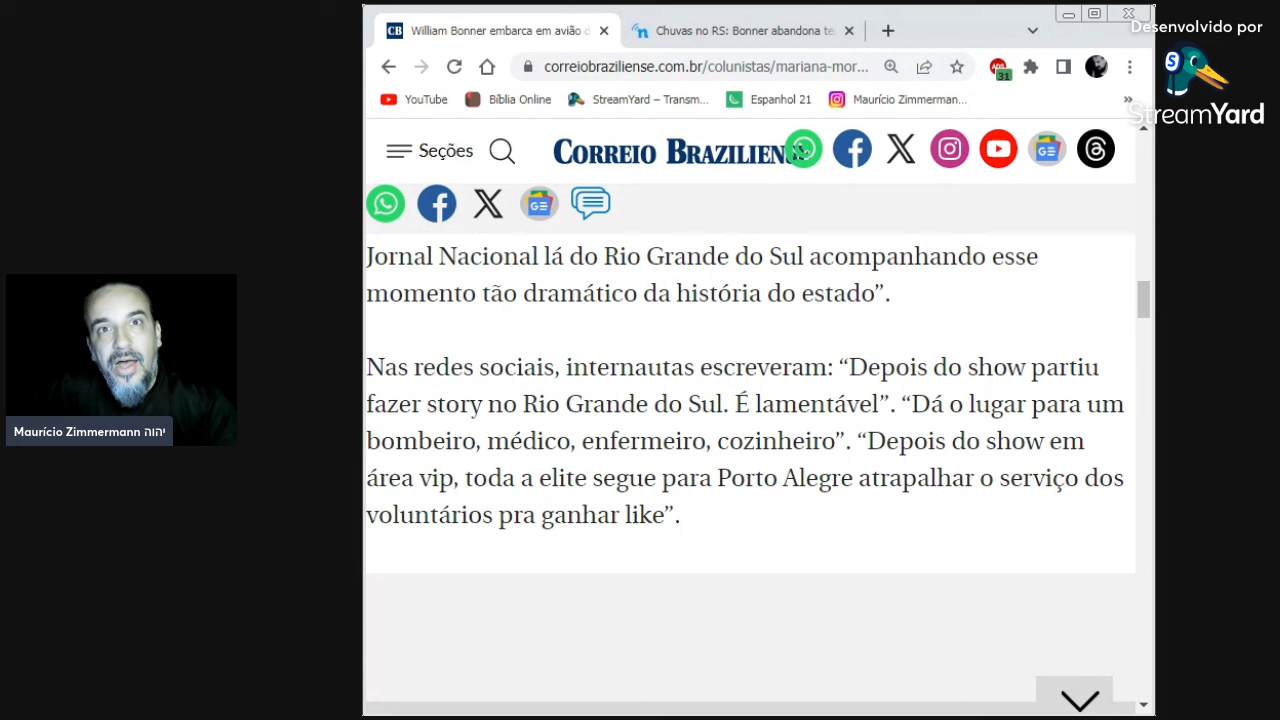 William Bonner embarca em avião d
Chuvas no RS: Bonner abandona te
Desenvolvido por
StreamYard
correiobraziliense.com.br/colunistas/mariana-mor...
ADS
31
YouTube
Bíblia Online
StreamYard – Transm...
Espanhol 21
Maurício Zimmerman...
»
Seções
CORREIO BRAZILIENS
Jornal Nacional lá do Rio Grande do Sul acompanhando esse
momento tão dramático da história do estado”.
Nas redes sociais, internautas escreveram: “Depois do show partiu
fazer story no Rio Grande do Sul. É lamentável”. “Dá o lugar para um
bombeiro, médico, enfermeiro, cozinheiro”. “Depois do show em
área vip, toda a elite segue para Porto Alegre atrapalhar o serviço dos
voluntários pra ganhar like”.
Maurício Zimmermann יהוה